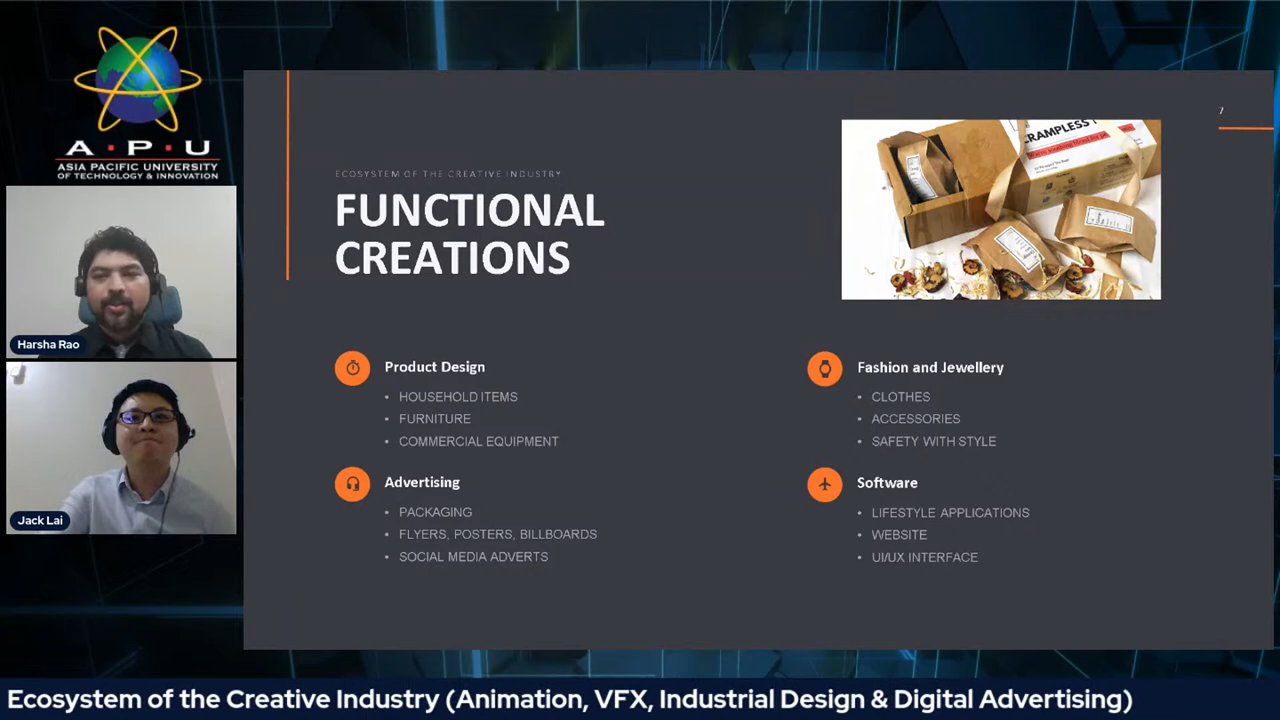 A·P·U
ASIA PACIFIC UNIVERSITY
OF TECHNOLOGY & INNOVATION
Harsha Rao
Jack Lai
7
ECOSYSTEM OF THE CREATIVE INDUSTRY
FUNCTIONAL
CREATIONS
CRAMPLESS
Product Design
• HOUSEHOLD ITEMS
• FURNITURE
• COMMERCIAL EQUIPMENT
Fashion and Jewellery
• CLOTHES
• ACCESSORIES
• SAFETY WITH STYLE
Advertising
• PACKAGING
• FLYERS, POSTERS, BILLBOARDS
• SOCIAL MEDIA ADVERTS
Software
• LIFESTYLE APPLICATIONS
• WEBSITE
• UI/UX INTERFACE
Ecosystem of the Creative Industry (Animation, VFX, Industrial Design & Digital Advertising)